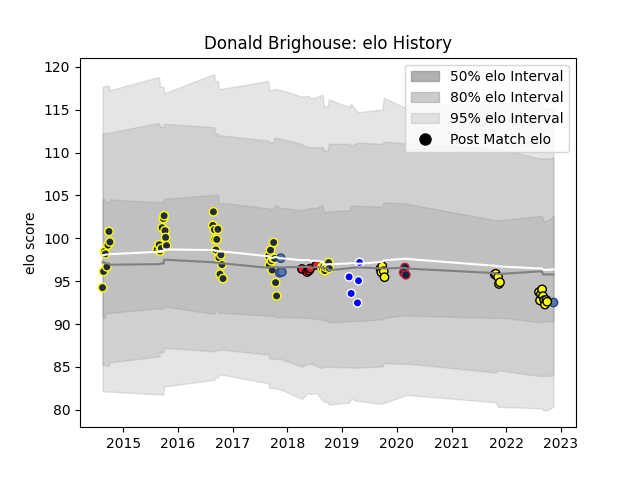 Donald Brighouse: elo History
120
115
110
105
100
95
90
85
80
elo score
50% elo Interval
80% elo Interval
95% elo Interval
Post Match elo
2015 2016 2017 2018 2019 2020 2021 2022 2023